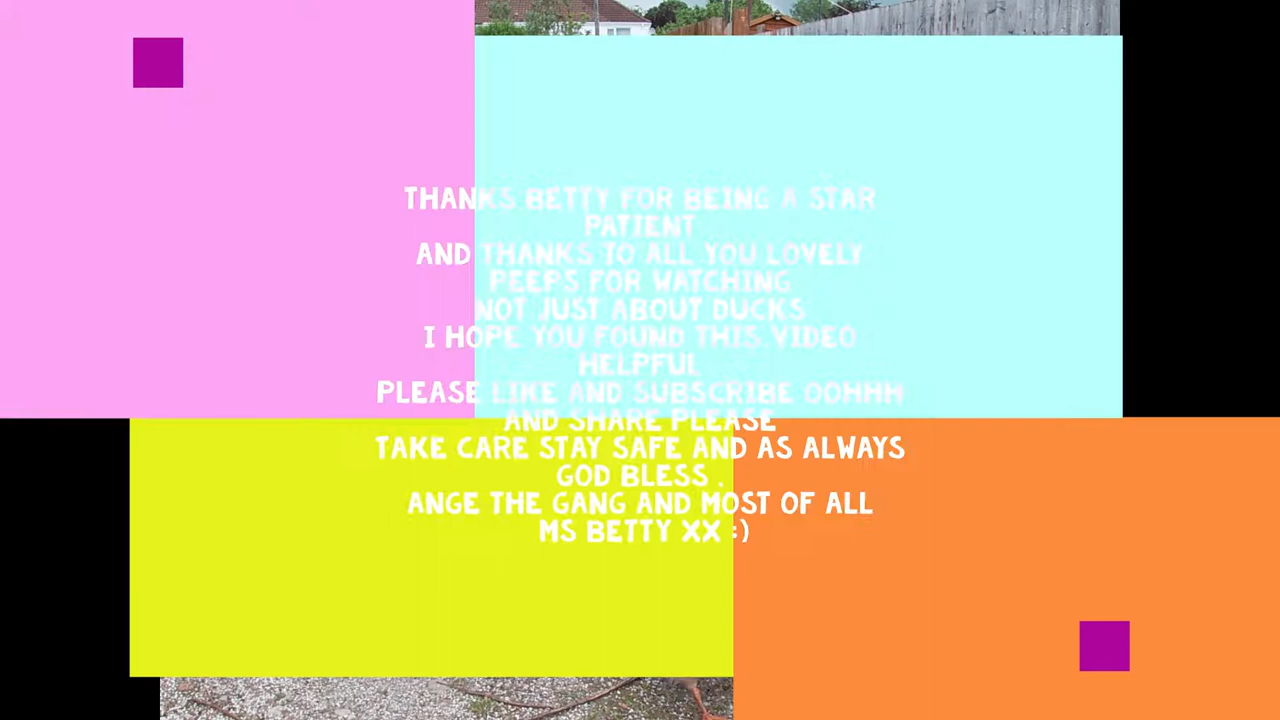 THANKS BETTY FOR BEING A STAR
PATIENT
AND THANKS TO ALL YOU LOVELY
PEEPS FOR WATCHING
NOT JUST ABOUT DUCKS
I HOPE YOU FOUND THIS VIDEO
HELPFUL
PLEASE LIKE AND SUBSCRIBE OOHHH
AND SHARE PLEASE
TAKE CARE STAY SAFE AND AS ALWAYS
GOD BLESS .
ANGE THE GANG AND MOST OF ALL
MS BETTY XX :)